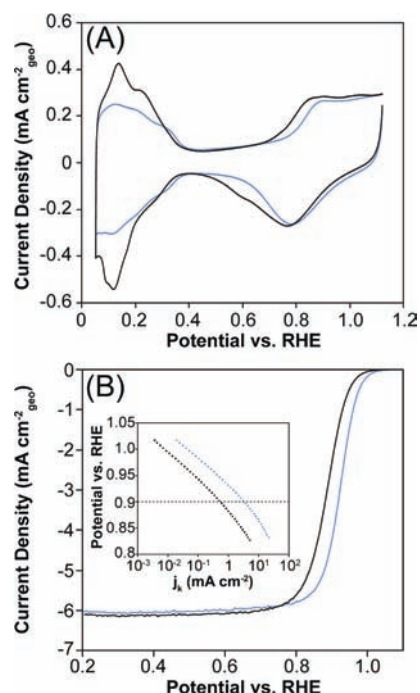 (A)
Current Density (mA cm⁻²geo)
0.6
0.4
0.2
0
-0.2
-0.4
-0.6
0 0.2 0.4 0.6 0.8 1.0 1.2
Potential vs. RHE
(B)
Current Density (mA cm⁻²geo)
0
-1
-2
-3
-4
-5
-6
-7
Potential vs. RHE
1.05
1.0
0.95
0.9
0.85
0.8
10⁻³ 10⁻² 10⁻¹ 1 10¹ 10²
jₖ (mA cm⁻²)
0.2 0.4 0.6 0.8 1.0
Potential vs. RHE